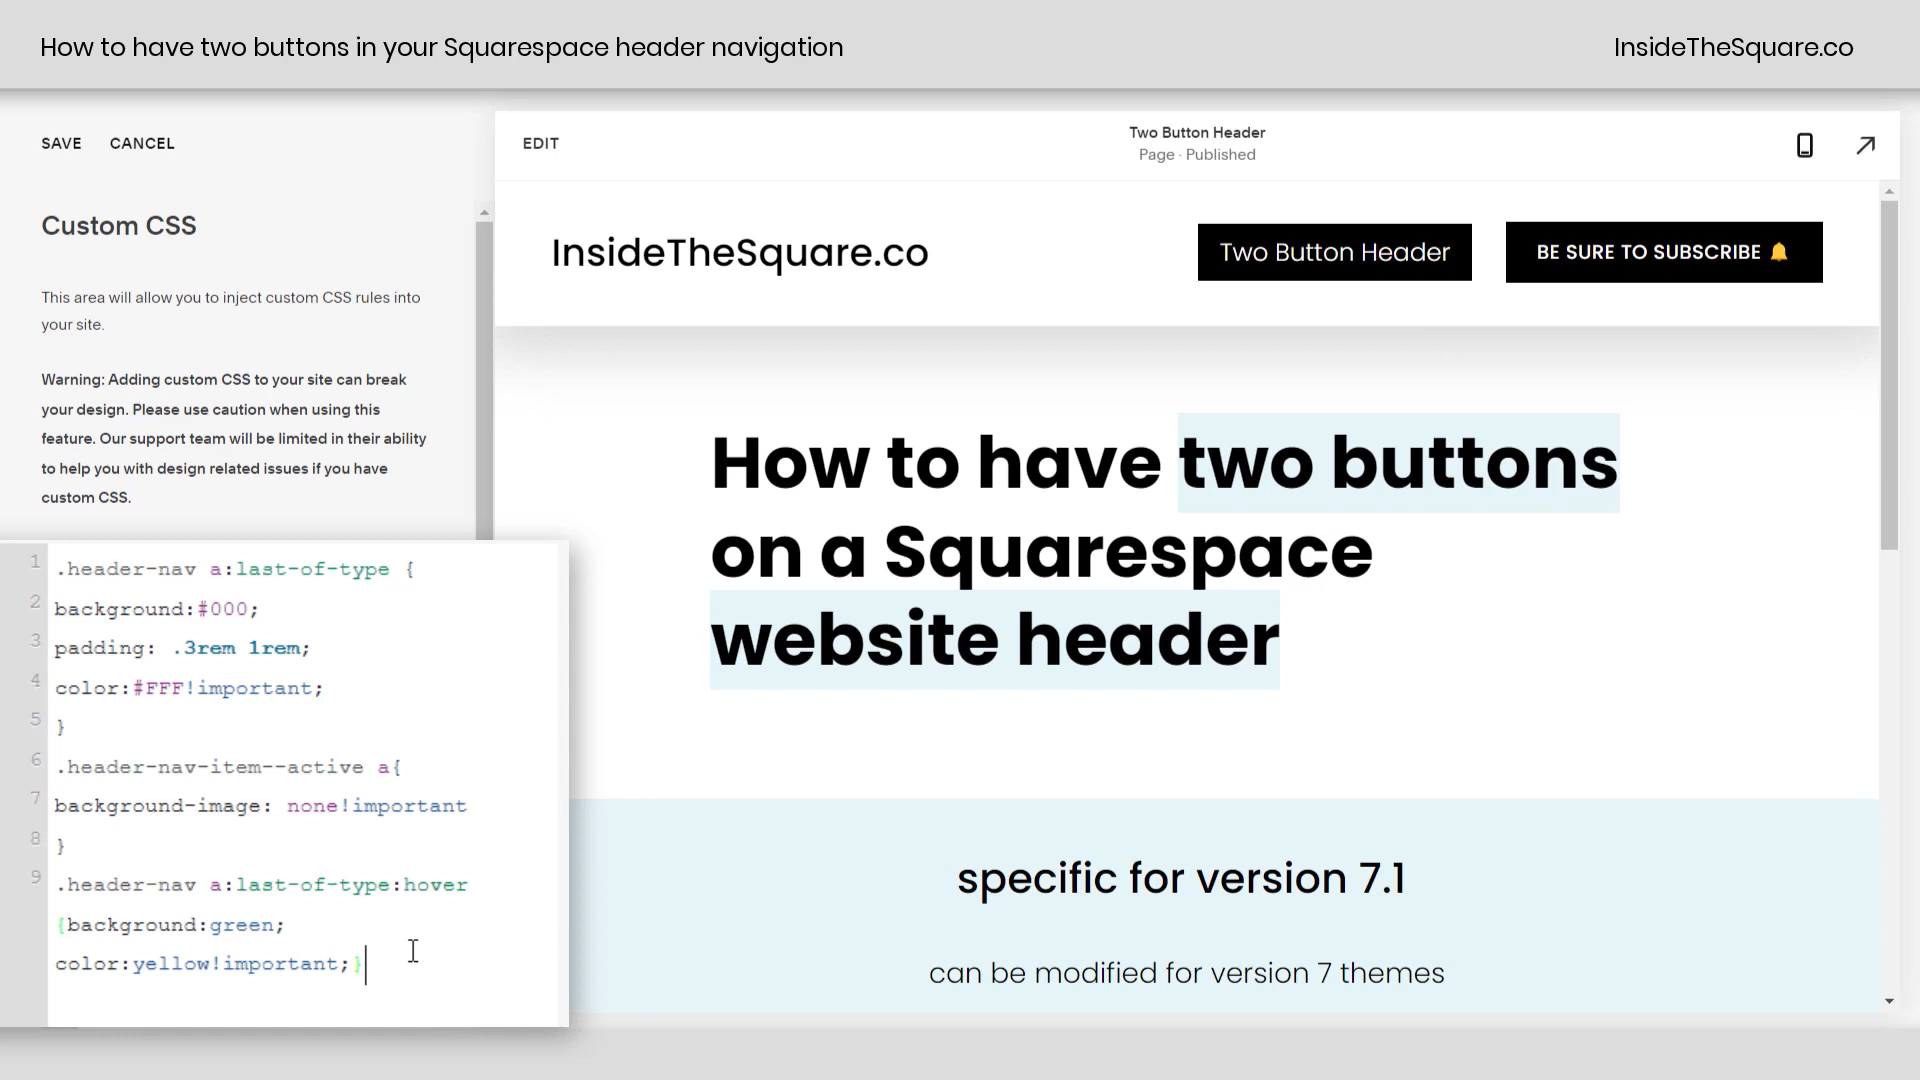 How to have two buttons in your Squarespace header navigation
InsideTheSquare.co
SAVE CANCEL
EDIT
Two Button Header
Page · Published
Custom CSS
This area will allow you to inject custom CSS rules into
your site.
Warning: Adding custom CSS to your site can break
your design. Please use caution when using this
feature. Our support team will be limited in their ability
to help you with design related issues if you have
custom CSS.
1 .header-nav a:last-of-type {
2 background:#000;
3 padding: .3rem 1rem;
4 color:#FFF!important;
5 }
6 .header-nav-item--active a{
7 background-image: none!important
8 }
9 .header-nav a:last-of-type:hover
{background:green;
color:yellow!important;}
InsideTheSquare.co
Two Button Header
BE SURE TO SUBSCRIBE 🔔
How to have two buttons
on a Squarespace
website header
specific for version 7.1
can be modified for version 7 themes